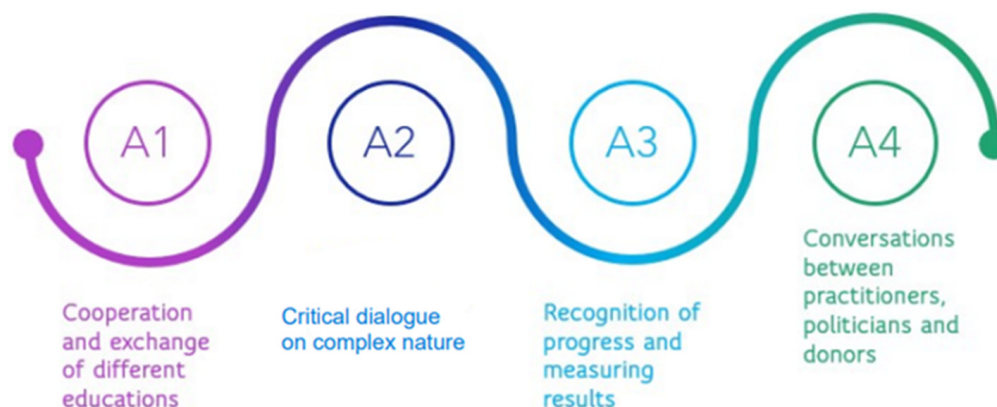 A1
A2
A3
A4
Cooperation
and exchange
of different
educations
Critical dialogue
on complex nature
Recognition of
progress and
measuring
results
Conversations
between
practitioners,
politicians and
donors